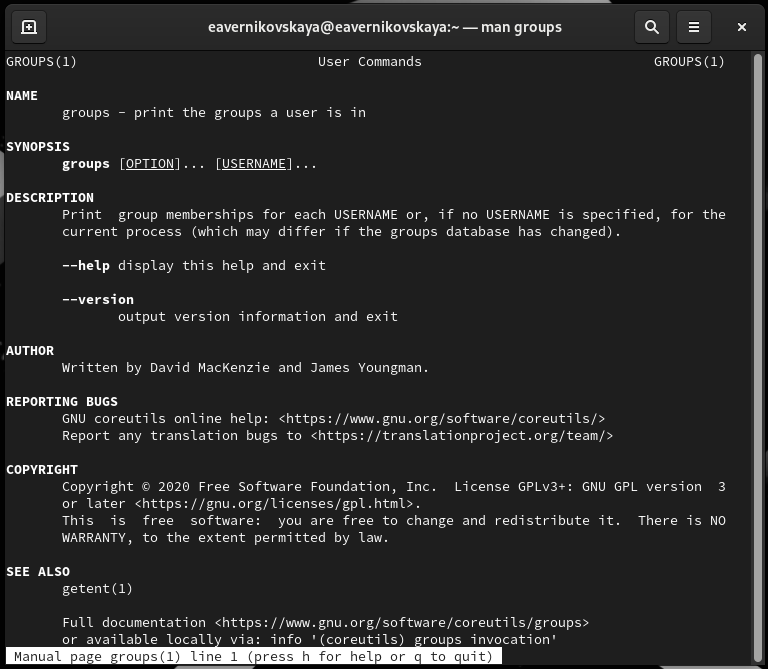 eavernikovskaya@eavernikovskaya:~ — man groups
GROUPS(1) User Commands GROUPS(1)
NAME
groups - print the groups a user is in
SYNOPSIS
groups [OPTION]... [USERNAME]...
DESCRIPTION
Print  group memberships for each USERNAME or, if no USERNAME is specified, for the
current process (which may differ if the groups database has changed).
--help display this help and exit
--version
output version information and exit
AUTHOR
Written by David MacKenzie and James Youngman.
REPORTING BUGS
GNU coreutils online help: <https://www.gnu.org/software/coreutils/>
Report any translation bugs to <https://translationproject.org/team/>
COPYRIGHT
Copyright © 2020 Free Software Foundation, Inc.  License GPLv3+: GNU GPL version  3
or later <https://gnu.org/licenses/gpl.html>.
This  is  free  software:  you are free to change and redistribute it.  There is NO
WARRANTY, to the extent permitted by law.
SEE ALSO
getent(1)
Full documentation <https://www.gnu.org/software/coreutils/groups>
or available locally via: info '(coreutils) groups invocation'
Manual page groups(1) line 1 (press h for help or q to quit)